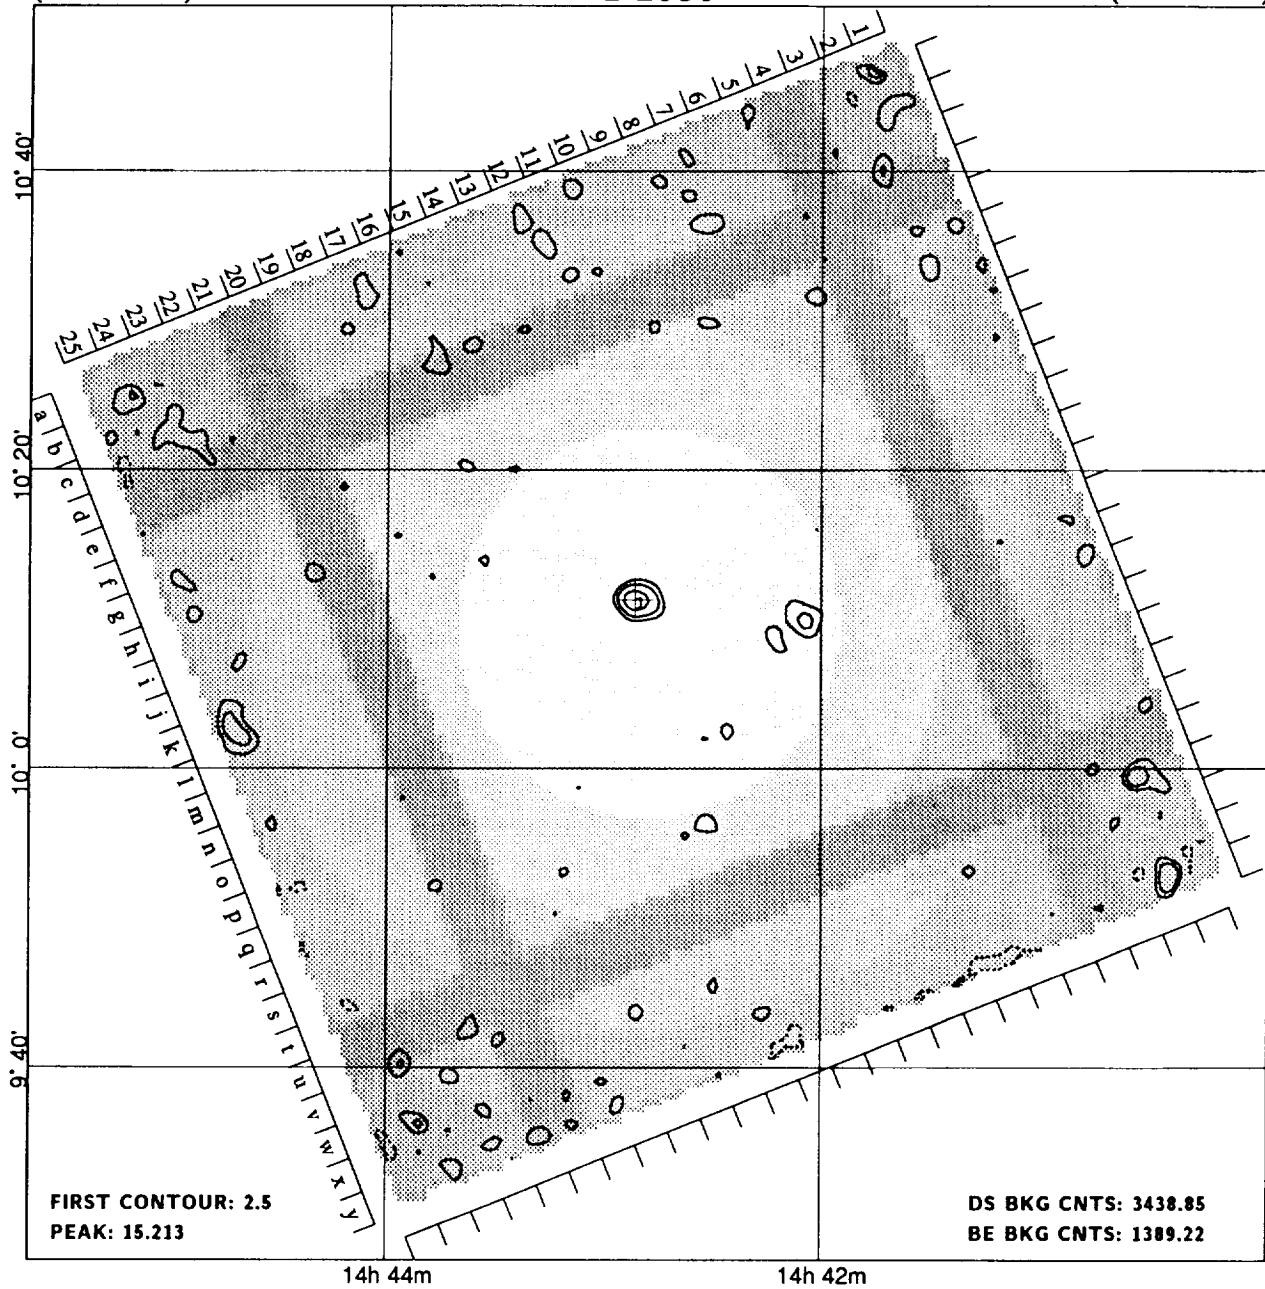 1
2
3
4
5
6
7
8
9
10
11
12
13
14
15
16
17
18
19
20
21
22
23
24
25
a
b
c
d
e
f
g
h
i
j
k
l
m
n
o
p
q
r
s
t
u
v
w
x
y
10° 40'
10° 20'
10° 0'
9° 40'
FIRST CONTOUR: 2.5
PEAK: 15.213
DS BKG CNTS: 3438.85
BE BKG CNTS: 1389.22
14h 44m
14h 42m